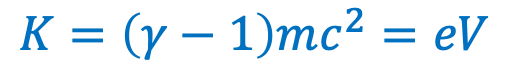 K = (γ − 1)mc² = eV